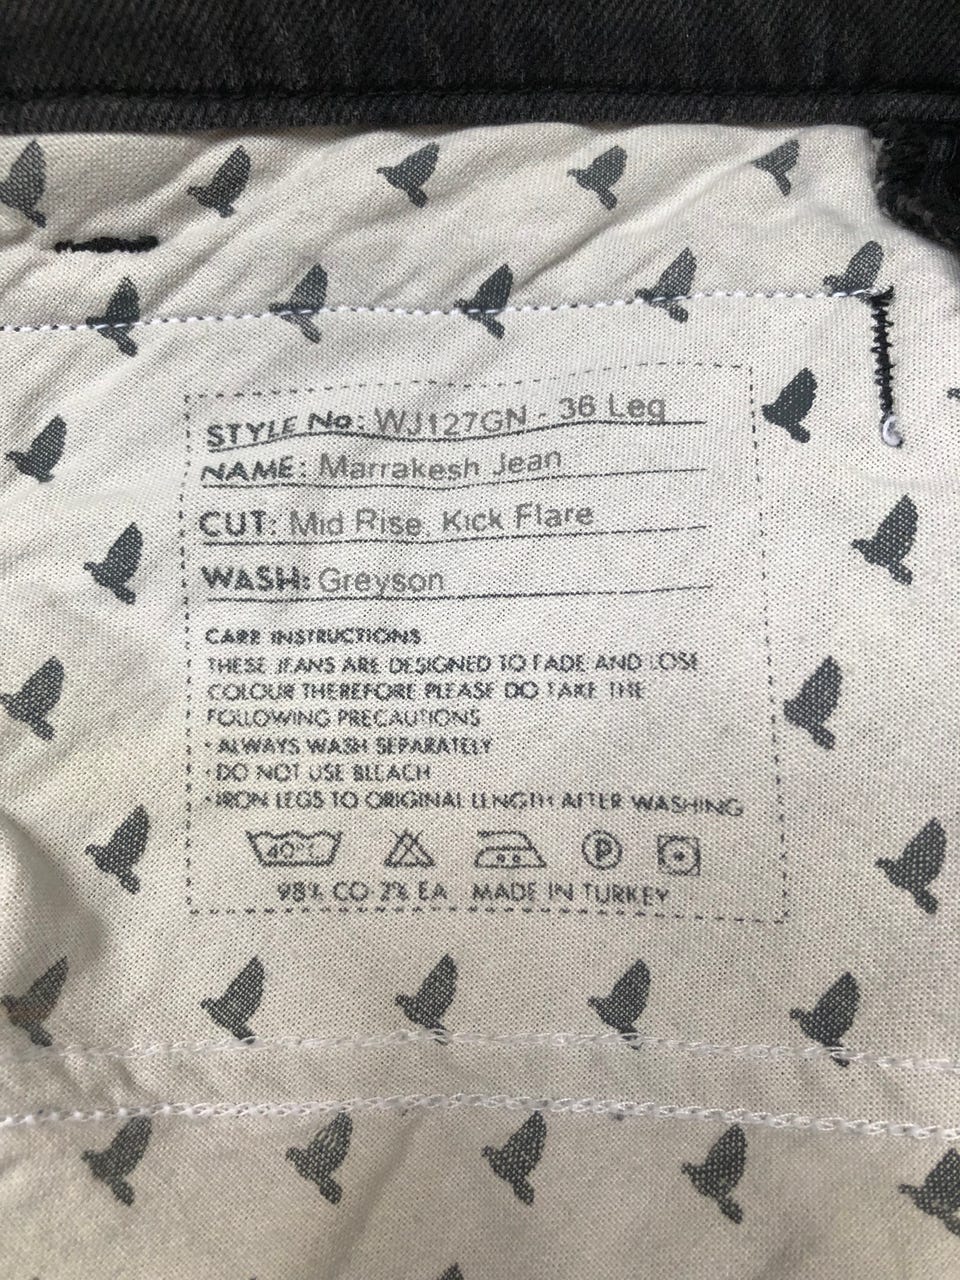 STYLE No: WJ127GN - 36 Leg
NAME: Marrakesh Jean
CUT: Mid Rise, Kick Flare
WASH: Greyson
CARE INSTRUCTIONS
THESE JEANS ARE DESIGNED TO FADE AND LOSE
COLOUR THEREFORE PLEASE DO TAKE THE
FOLLOWING PRECAUTIONS
• ALWAYS WASH SEPARATELY
• DO NOT USE BLEACH
• IRON LEGS TO ORIGINAL LENGTH AFTER WASHING
40°C P
98% CO 2% EA MADE IN TURKEY